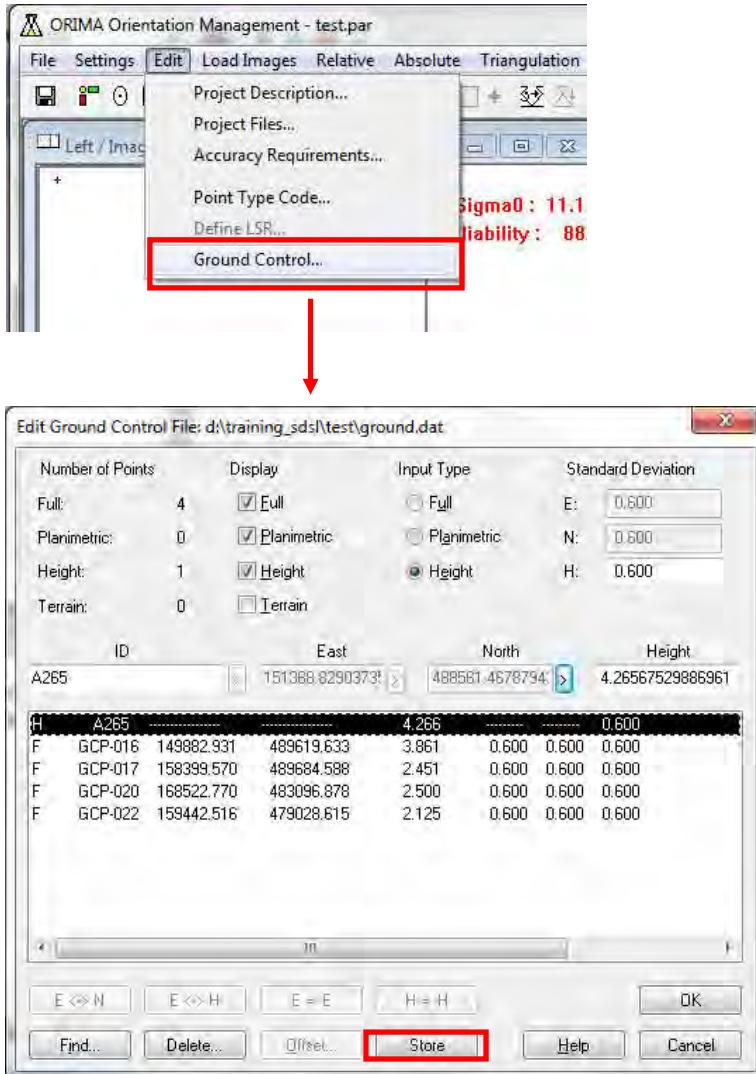 ORIMA Orientation Management - test.par
File Settings Edit Load Images Relative Absolute Triangulation
Project Description...
Project Files...
Accuracy Requirements...
Point Type Code...
Define LSR...
Ground Control...
Left / Imag
+
Sigma0 : 11.1
liability : 88
Edit Ground Control File: d:\training_sdsl\test\ground.dat
Number of Points Display Input Type Standard Deviation
Full: 4 Full Full E: 0.600
Planimetric: 0 Planimetric Planimetric N: 0.600
Height: 1 Height Height H: 0.600
Terrain: 0 Terrain
ID East North Height
A265 > 151368.8290373 > 488561.4678794 > 4.26567529886961
H A265 -------------- -------------- 4.266 ------- ------- 0.600
F GCP-016 149882.931 489619.633 3.861 0.600 0.600 0.600
F GCP-017 158399.570 489684.588 2.451 0.600 0.600 0.600
F GCP-020 168522.770 483096.878 2.500 0.600 0.600 0.600
F GCP-022 159442.516 479028.615 2.125 0.600 0.600 0.600
E <-> N E <-> H E = E H = H OK
Find... Delete... Offset... Store Help Cancel